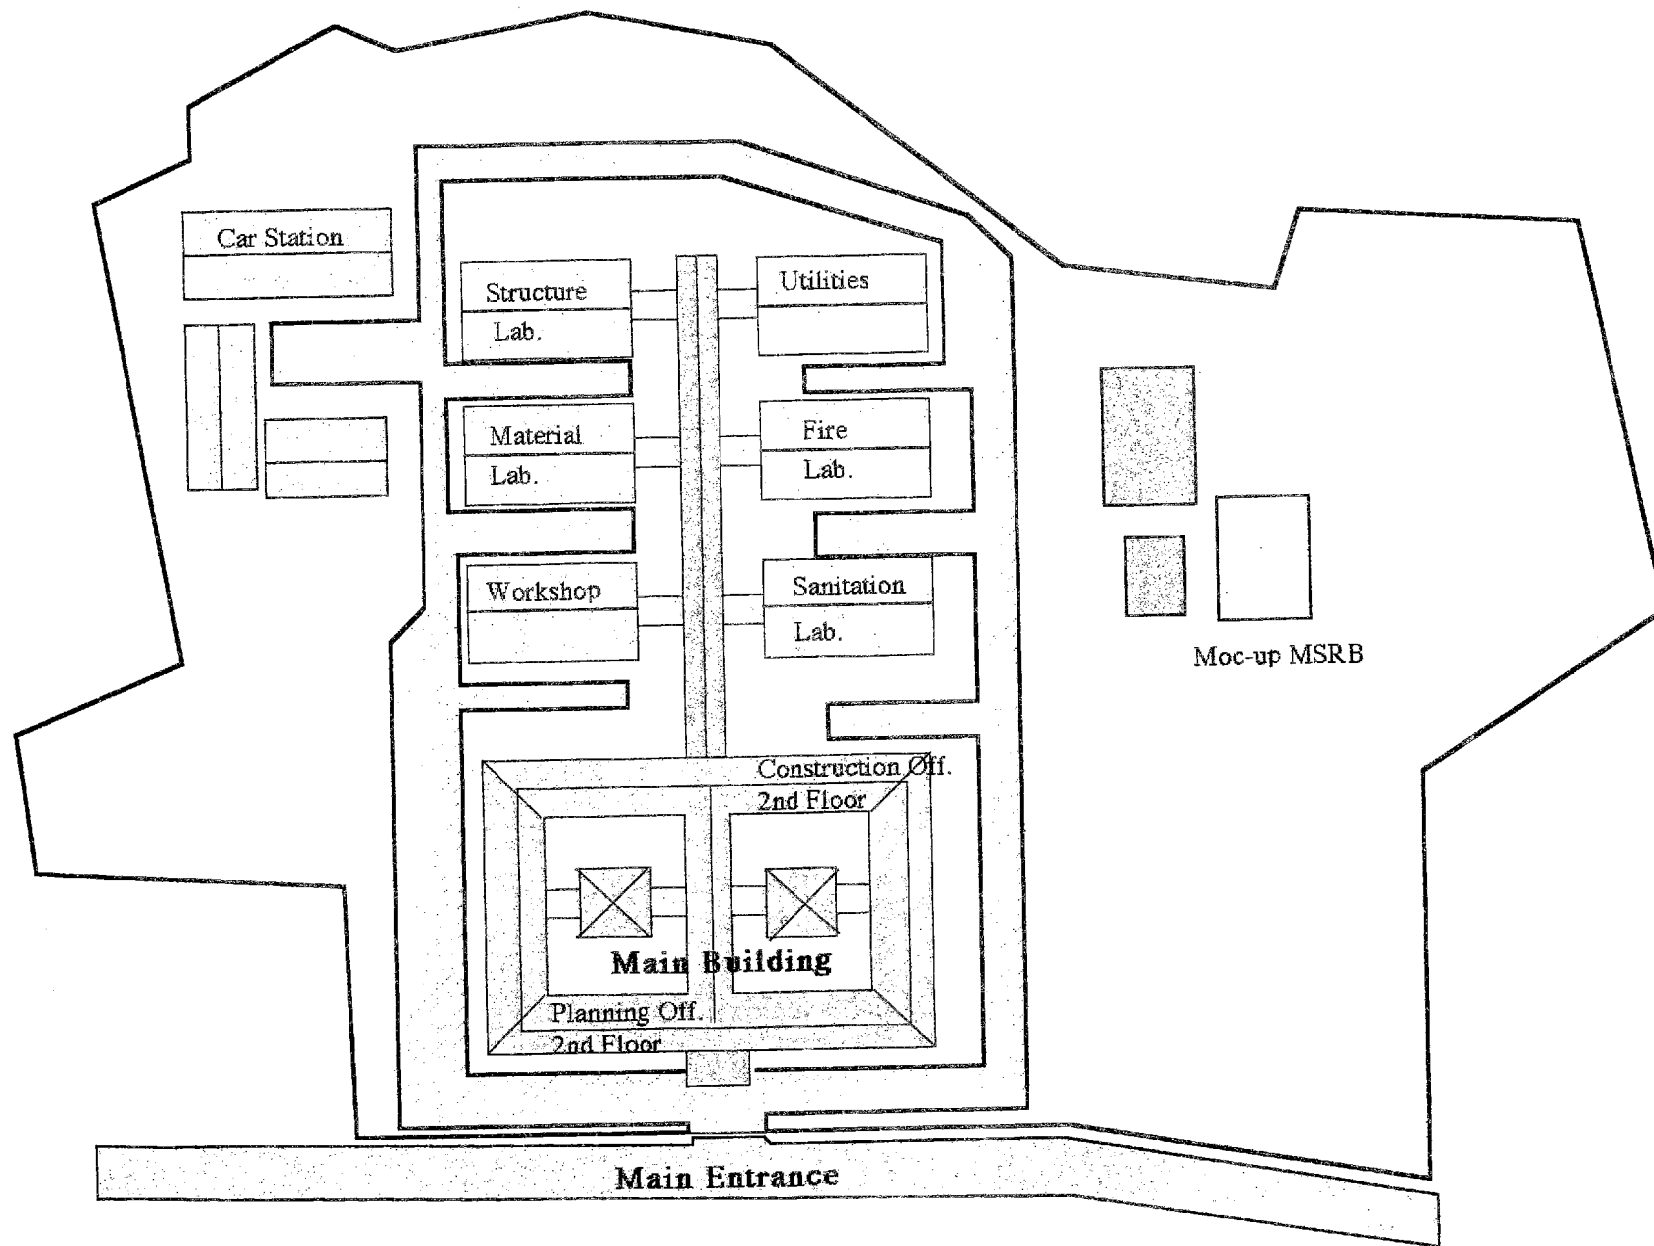 Car Station
Structure
Lab.
Utilities
Material
Lab.
Fire
Lab.
Workshop
Sanitation
Lab.
Moc-up MSRB
Construction Off.
2nd Floor
Main Building
Planning Off.
2nd Floor
Main Entrance